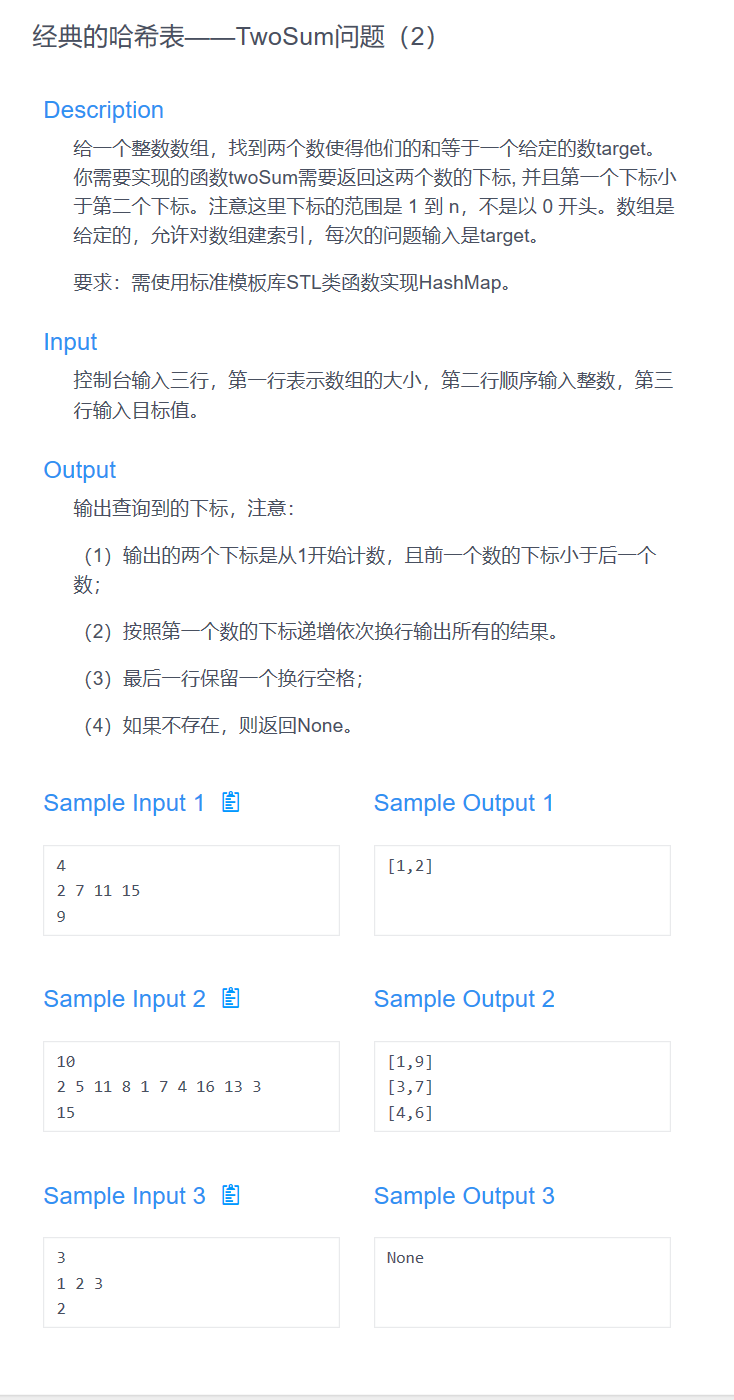 经典的哈希表——TwoSum问题（2）
Description
给一个整数数组，找到两个数使得他们的和等于一个给定的数target。
你需要实现的函数twoSum需要返回这两个数的下标, 并且第一个下标小
于第二个下标。注意这里下标的范围是 1 到 n，不是以 0 开头。数组是
给定的，允许对数组建索引，每次的问题输入是target。
要求：需使用标准模板库STL类函数实现HashMap。
Input
控制台输入三行，第一行表示数组的大小，第二行顺序输入整数，第三
行输入目标值。
Output
输出查询到的下标，注意：
（1）输出的两个下标是从1开始计数，且前一个数的下标小于后一个
数；
（2）按照第一个数的下标递增依次换行输出所有的结果。
（3）最后一行保留一个换行空格；
（4）如果不存在，则返回None。
Sample Input 1
4
2 7 11 15
9
Sample Output 1
[1,2]
Sample Input 2
10
2 5 11 8 1 7 4 16 13 3
15
Sample Output 2
[1,9]
[3,7]
[4,6]
Sample Input 3
3
1 2 3
2
Sample Output 3
None